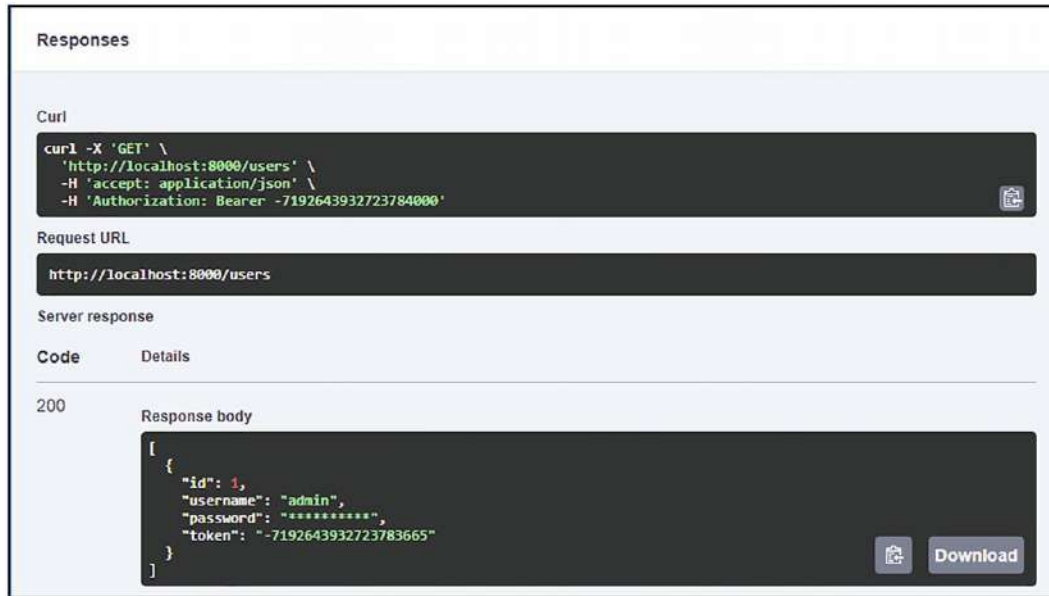 Responses
Curl
curl -X 'GET' \
'http://localhost:8000/users' \
-H 'accept: application/json' \
-H 'Authorization: Bearer -7192643932723784000'
Request URL
http://localhost:8000/users
Server response
Code Details
200
Response body
[
{
"id": 1,
"username": "admin",
"password": "**********",
"token": "-7192643932723783665"
}
]
Download